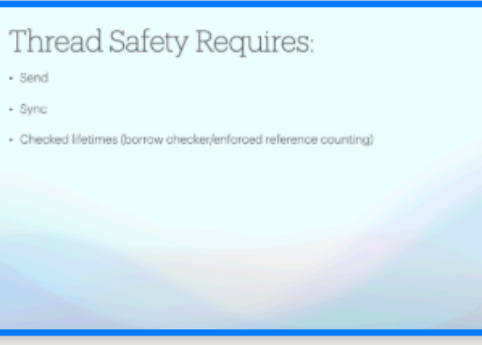 Thread Safety Requires:
• Send
• Sync
• Checked lifetimes (borrow checker/enforced reference counting)